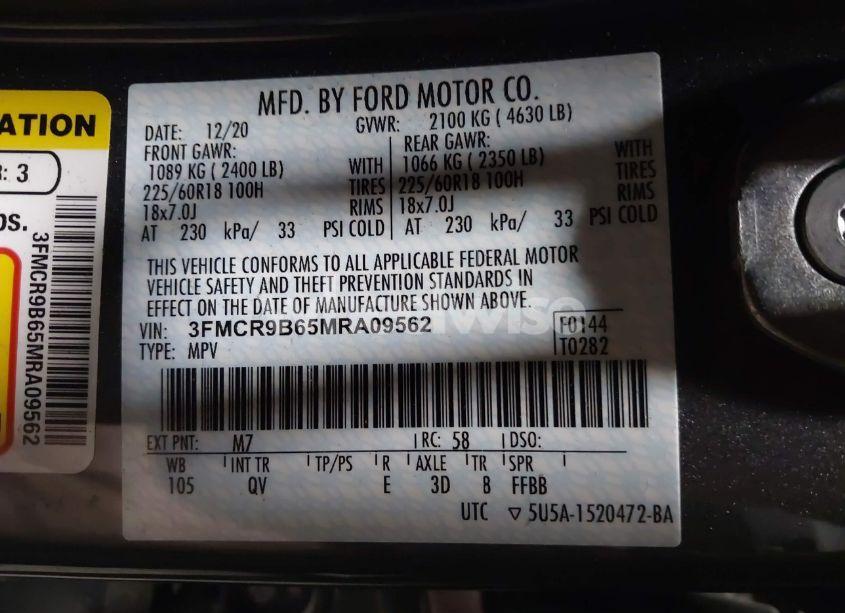 ATION
R: 3
os.
3FMCR9B65MRA09562
MFD. BY FORD MOTOR CO.
DATE: 12/20 GVWR: 2100 KG ( 4630 LB)
FRONT GAWR: REAR GAWR:
1089 KG ( 2400 LB) WITH 1066 KG ( 2350 LB) WITH
225/60R18 100H TIRES 225/60R18 100H TIRES
18x7.0J RIMS 18x7.0J RIMS
AT 230 kPa/ 33 PSI COLD AT 230 kPa/ 33 PSI COLD
THIS VEHICLE CONFORMS TO ALL APPLICABLE FEDERAL MOTOR
VEHICLE SAFETY AND THEFT PREVENTION STANDARDS IN
EFFECT ON THE DATE OF MANUFACTURE SHOWN ABOVE.
VIN: 3FMCR9B65MRA09562 F0144
TYPE: MPV T0282
EXT PNT: M7 RC: 58 DSO:
WB INT TR TP/PS R AXLE TR SPR
105 QV E 3D 8 FFBB
UTC ▽ 5U5A-1520472-BA